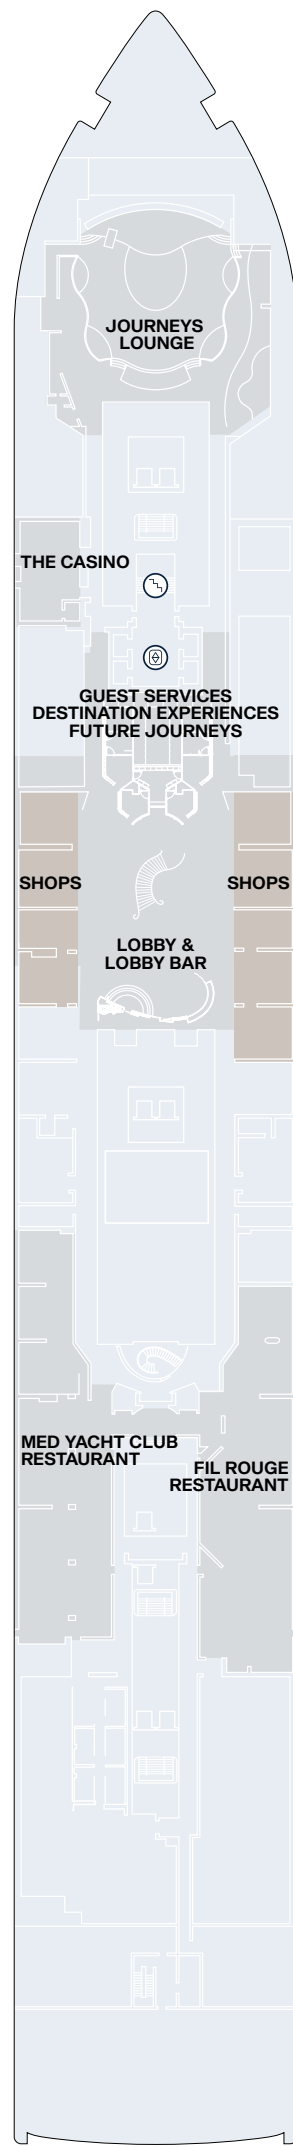 JOURNEYS
LOUNGE
THE CASINO
GUEST SERVICES
DESTINATION EXPERIENCES
FUTURE JOURNEYS
SHOPS
SHOPS
LOBBY &
LOBBY BAR
MED YACHT CLUB
RESTAURANT
FIL ROUGE
RESTAURANT